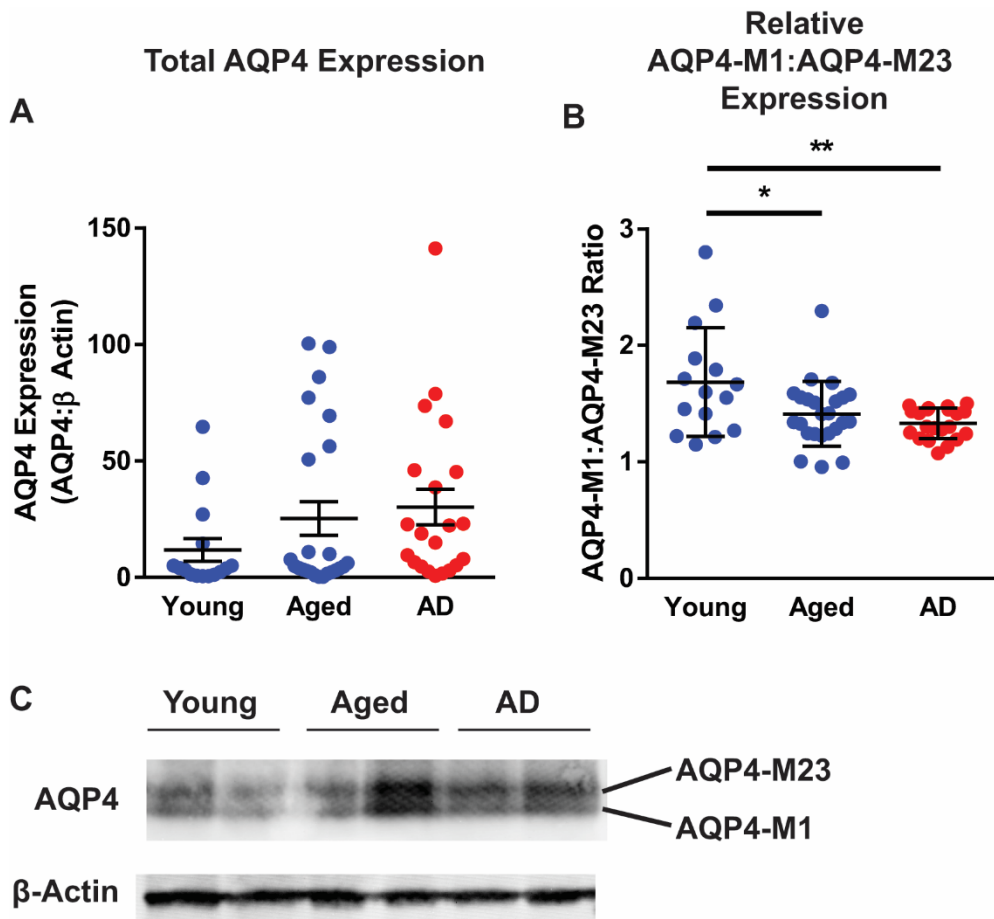 Total AQP4 Expression
Relative
AQP4-M1:AQP4-M23
Expression
A
B
**
*
AQP4 Expression
(AQP4:β Actin)
150
100
50
0
Young
Aged
AD
AQP4-M1:AQP4-M23 Ratio
3
2
1
0
Young
Aged
AD
C
Young
Aged
AD
AQP4
AQP4-M23
AQP4-M1
β-Actin